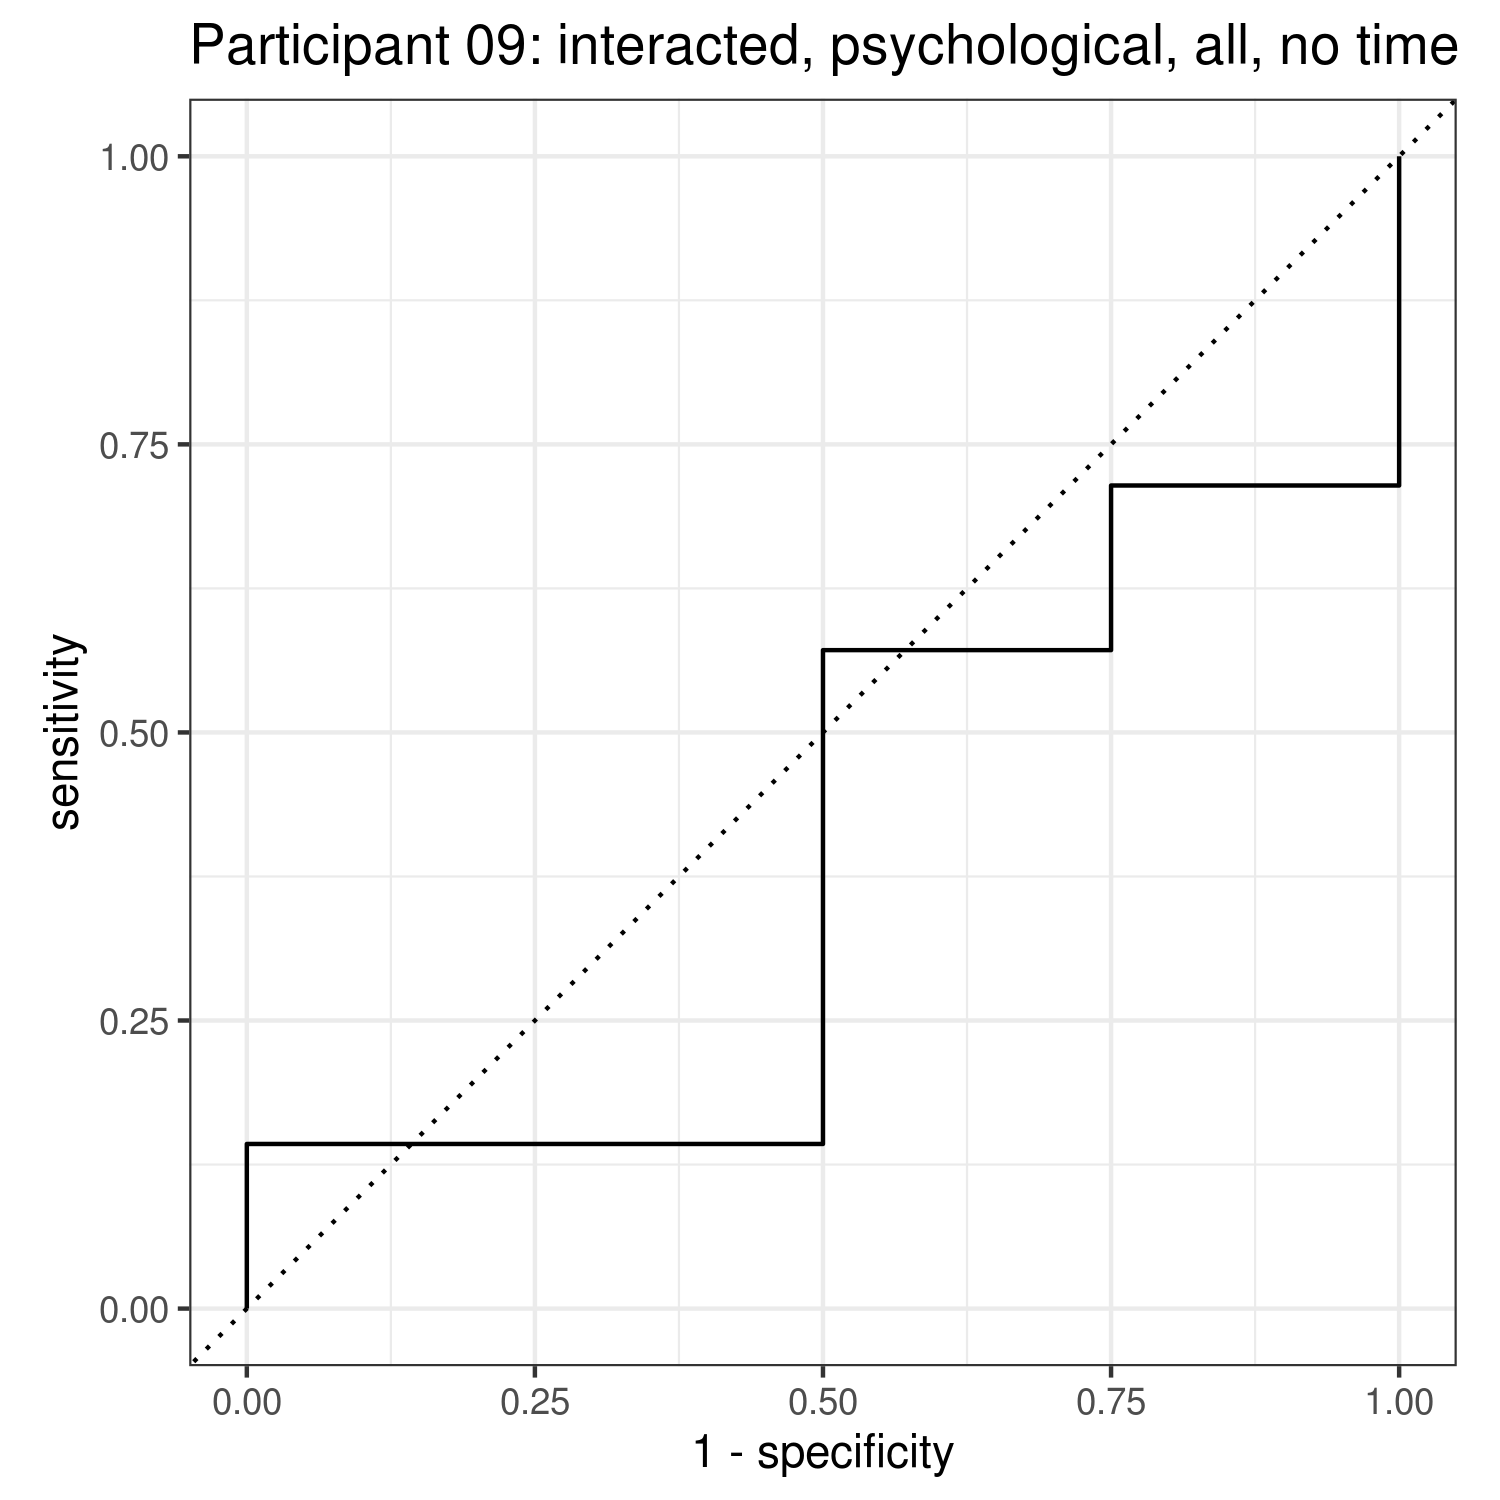 Participant 09: interacted, psychological, all, no time
1.00
0.75
0.50
0.25
0.00
sensitivity
0.00 0.25 0.50 0.75 1.00
1 - specificity